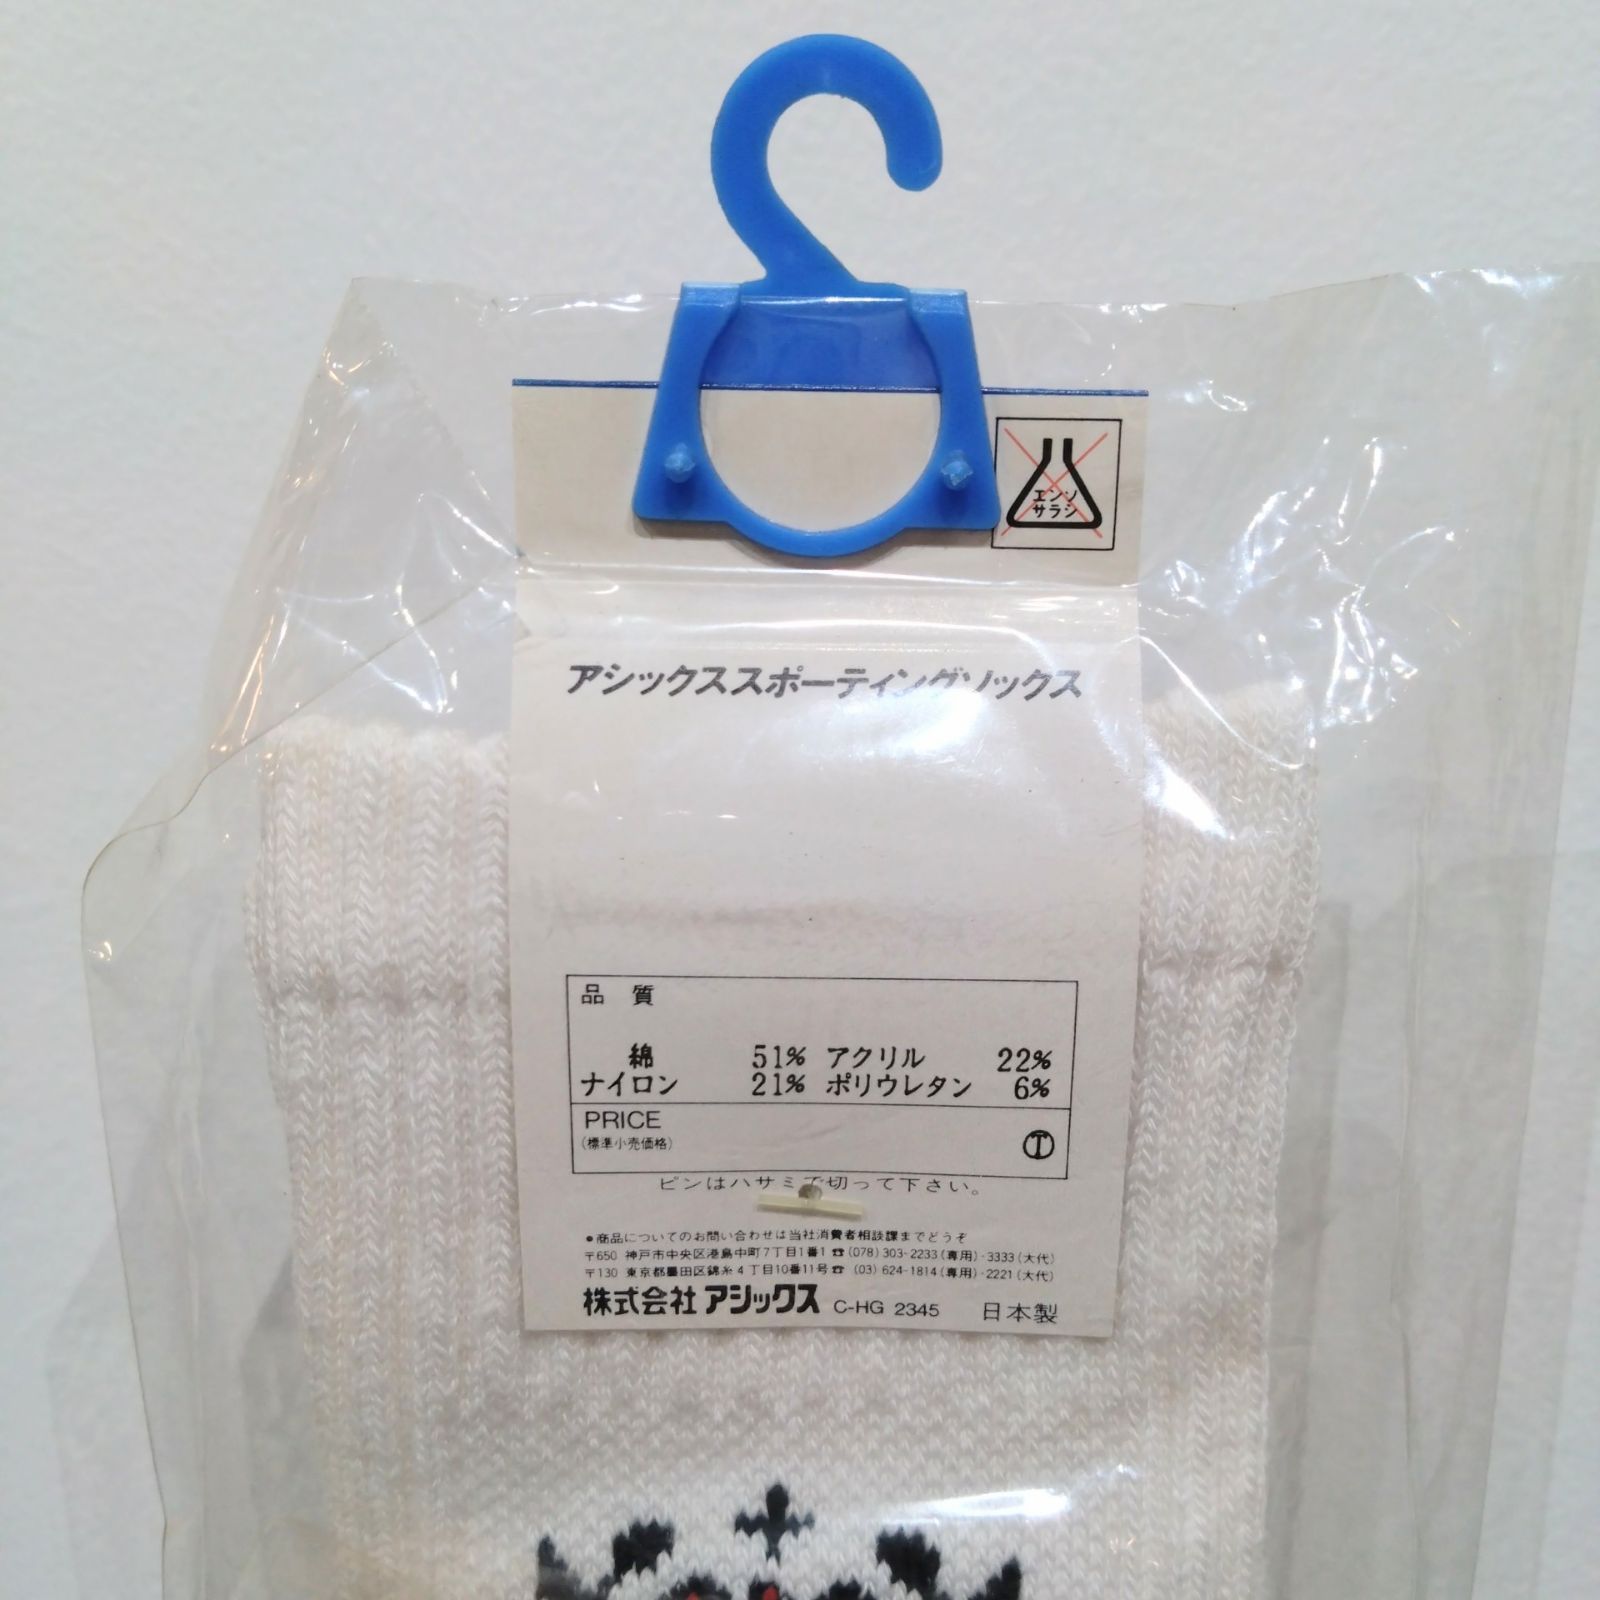 エンソ
サラシ
アシックススポーティングソックス
品 質
綿 51% アクリル 22%
ナイロン 21% ポリウレタン 6%
PRICE
(標準小売価格)
Ⓣ
ピンはハサミで切って下さい。
●商品についてのお問い合わせは当社消費者相談課までどうぞ
〒650 神戸市中央区港島中町7丁目1番1 ☎(078)303-2233(専用)·3333(大代)
〒130 東京都墨田区錦糸4丁目10番11号☎ (03)624-1814(専用)·2221(大代)
株式会社 アシックス C-HG 2345 日本製